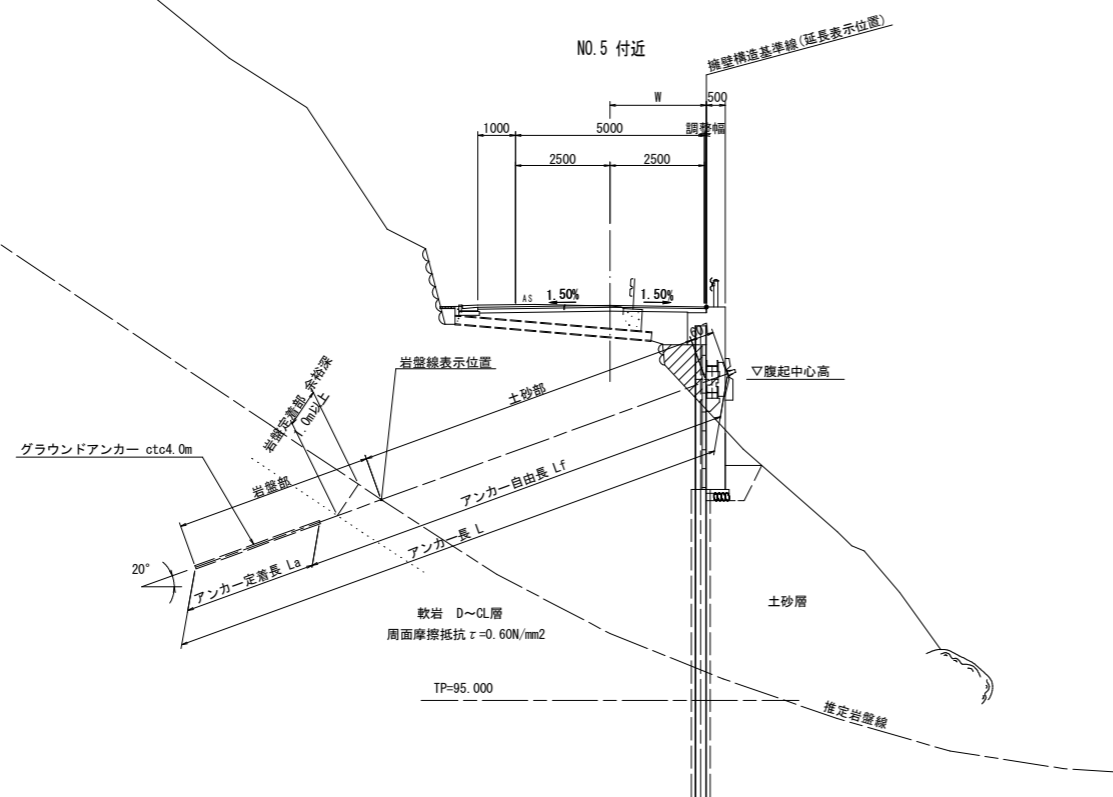 NO.5 付近
擁壁構造基準線(延長表示位置)
W
500
1000
5000
調整幅
2500
2500
AS
1.50%
1.50%
岩盤定着部 余裕深
1.0m以上
岩盤線表示位置
土砂部
▽腹起中心高
グラウンドアンカー ctc4.0m
岩盤部
アンカー自由長 Lf
アンカー長 L
20°
アンカー定着長 La
軟岩 D~CL層
周面摩擦抵抗τ=0.60N/mm2
土砂層
TP=95.000
推定岩盤線